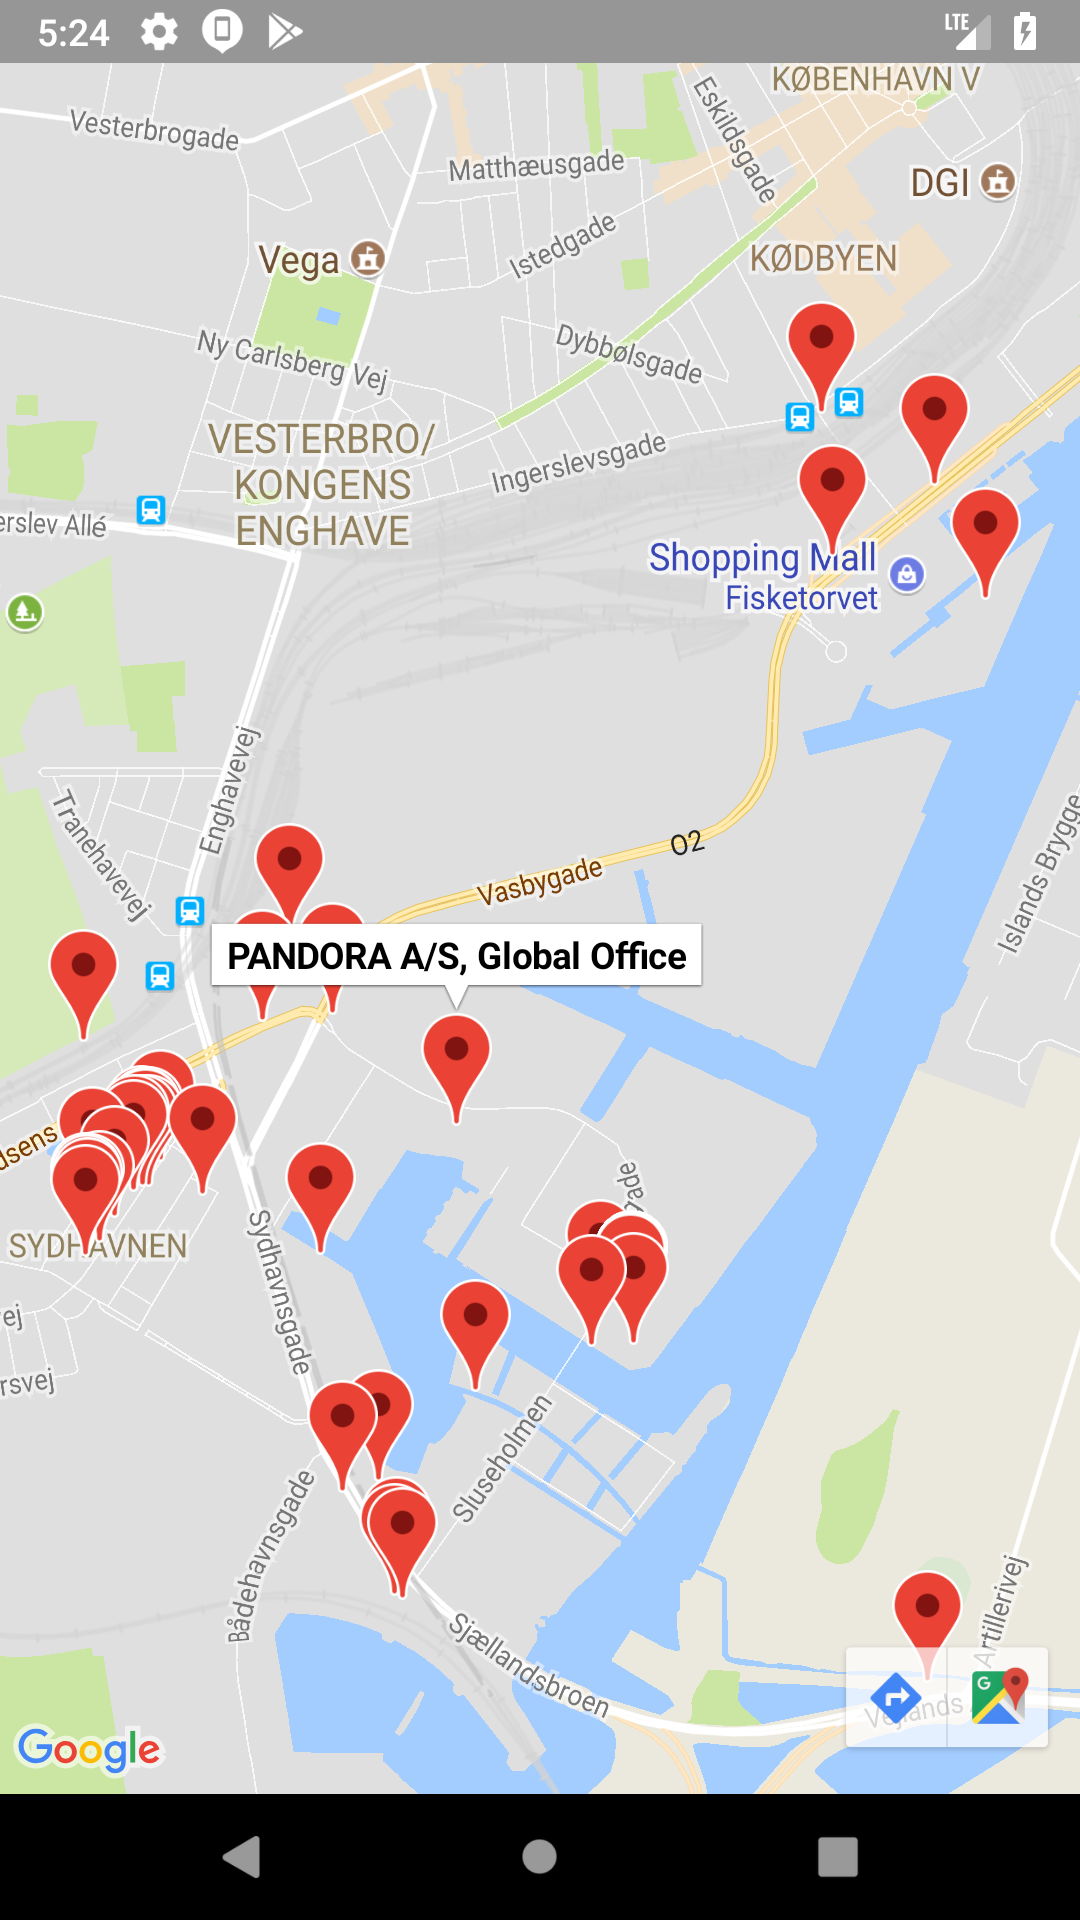 5:24
LTE
KØBENHAVN V
Vesterbrogade
Eskildsgade
Matthæusgade
DGI
Istedgade
Vega
KØDBYEN
Ny Carlsberg Vej
Dybbølsgade
VESTERBRO/
KONGENS
ENGHAVE
Ingerslevsgade
erslev Allé
Shopping Mall
Fisketorvet
Enghavevej
Tranehavevej
O2
Vasbygade
Islands Brygge
PANDORA A/S, Global Office
dsens
gade
SYDHAVNEN
Sydhavnsgade
ej
rsvej
Sluseholmen
Bådehavnsgade
Artillerivej
Sjællandsbroen
Vejlands
G
Google